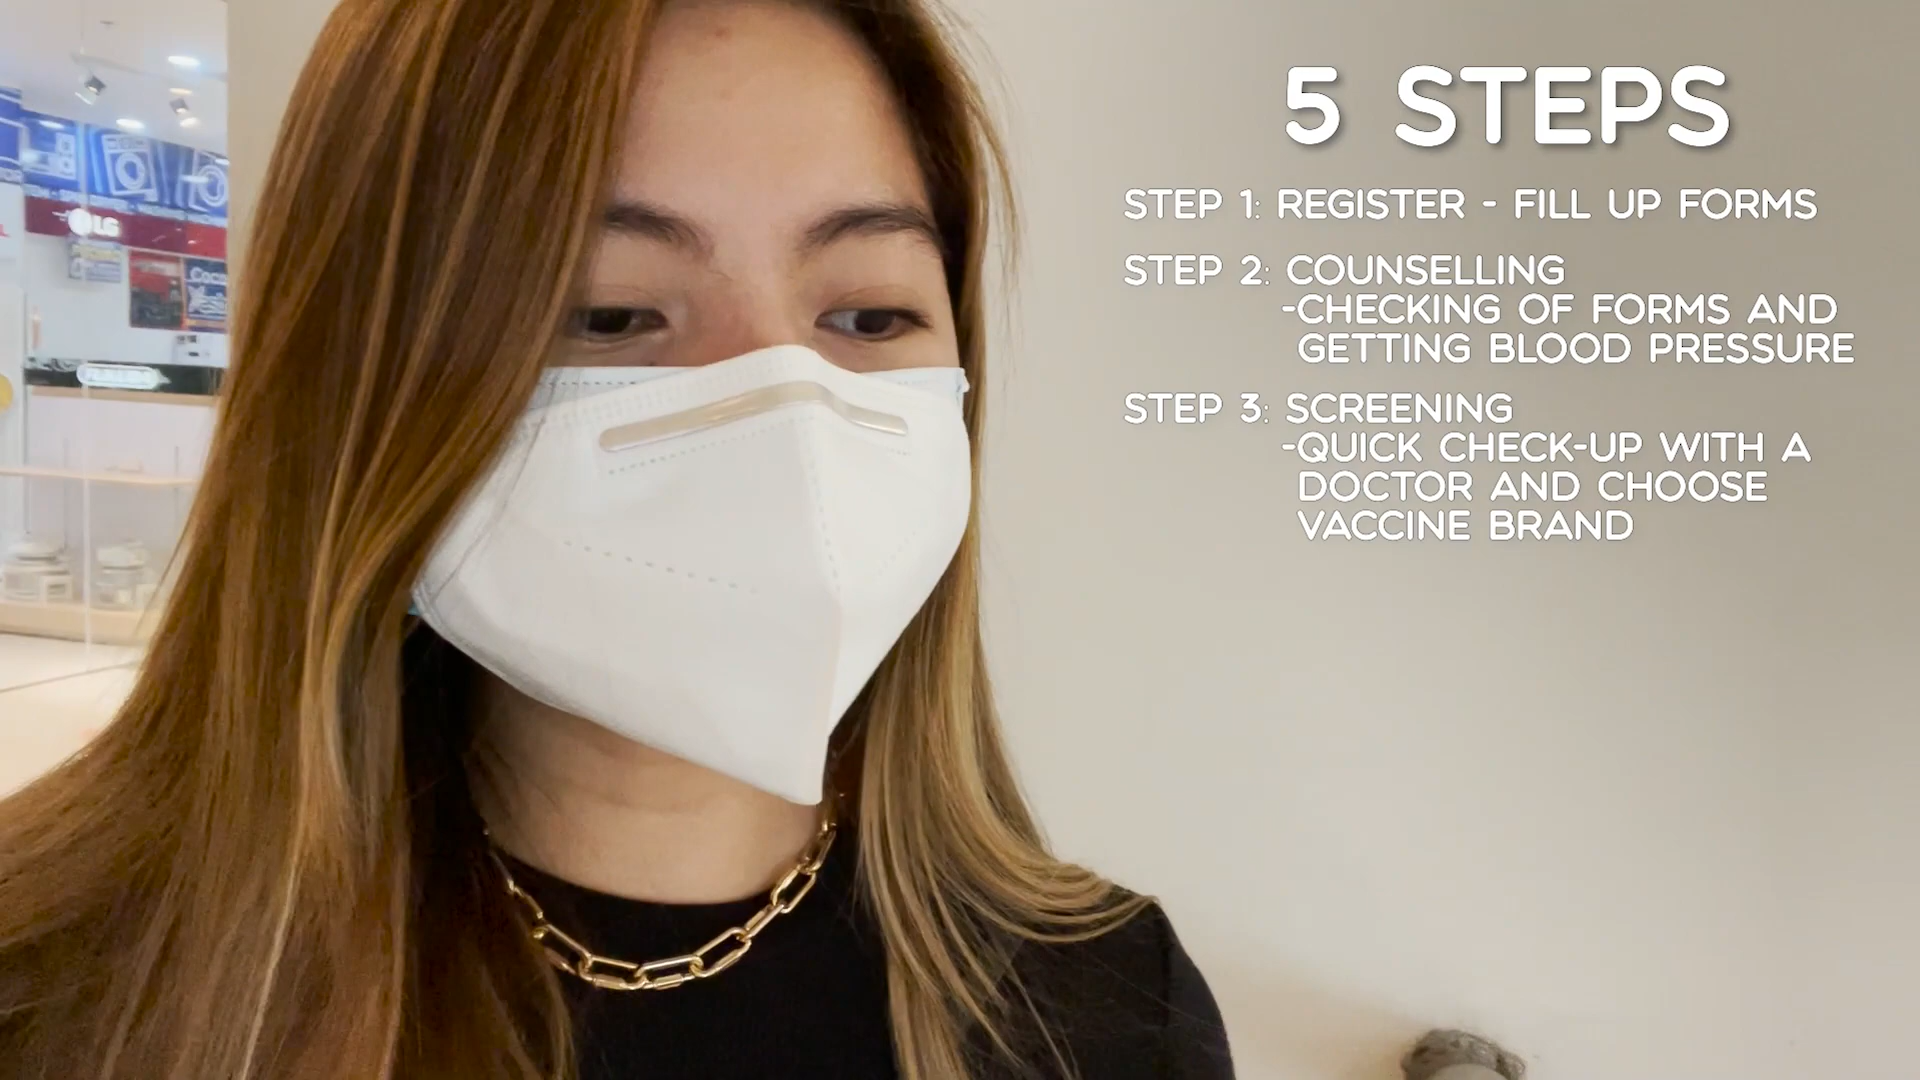 5 STEPS
STEP 1: REGISTER - FILL UP FORMS
STEP 2: COUNSELLING
-CHECKING OF FORMS AND
GETTING BLOOD PRESSURE
STEP 3: SCREENING
-QUICK CHECK-UP WITH A
DOCTOR AND CHOOSE
VACCINE BRAND
LG